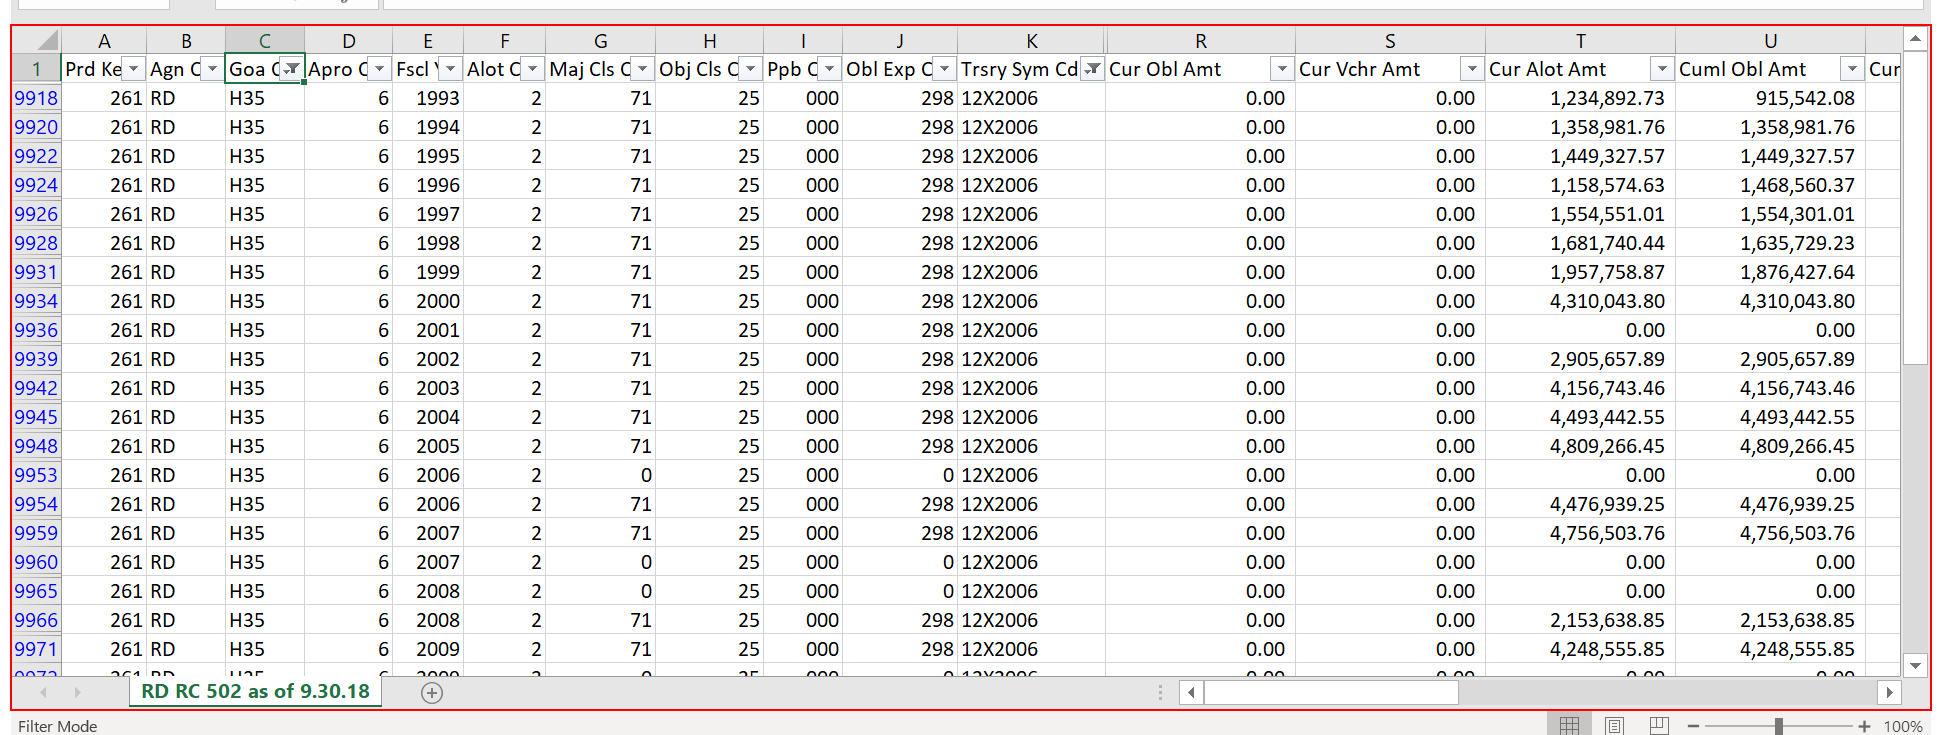 A B C D E F G H I J K R S T U
1 Prd Ke Agn C Goa C Apro C Fscl Y Alot C Maj Cls C Obj Cls C Ppb C Obl Exp C Trsry Sym Cd Cur Obl Amt Cur Vchr Amt Cur Alot Amt Cuml Obl Amt Cur
9918 261 RD H35 6 1993 2 71 25 000 298 12X2006 0.00 0.00 1,234,892.73 915,542.08
9920 261 RD H35 6 1994 2 71 25 000 298 12X2006 0.00 0.00 1,358,981.76 1,358,981.76
9922 261 RD H35 6 1995 2 71 25 000 298 12X2006 0.00 0.00 1,449,327.57 1,449,327.57
9924 261 RD H35 6 1996 2 71 25 000 298 12X2006 0.00 0.00 1,158,574.63 1,468,560.37
9926 261 RD H35 6 1997 2 71 25 000 298 12X2006 0.00 0.00 1,554,551.01 1,554,301.01
9928 261 RD H35 6 1998 2 71 25 000 298 12X2006 0.00 0.00 1,681,740.44 1,635,729.23
9931 261 RD H35 6 1999 2 71 25 000 298 12X2006 0.00 0.00 1,957,758.87 1,876,427.64
9934 261 RD H35 6 2000 2 71 25 000 298 12X2006 0.00 0.00 4,310,043.80 4,310,043.80
9936 261 RD H35 6 2001 2 71 25 000 298 12X2006 0.00 0.00 0.00 0.00
9939 261 RD H35 6 2002 2 71 25 000 298 12X2006 0.00 0.00 2,905,657.89 2,905,657.89
9942 261 RD H35 6 2003 2 71 25 000 298 12X2006 0.00 0.00 4,156,743.46 4,156,743.46
9945 261 RD H35 6 2004 2 71 25 000 298 12X2006 0.00 0.00 4,493,442.55 4,493,442.55
9948 261 RD H35 6 2005 2 71 25 000 298 12X2006 0.00 0.00 4,809,266.45 4,809,266.45
9953 261 RD H35 6 2006 2 0 25 000 0 12X2006 0.00 0.00 0.00 0.00
9954 261 RD H35 6 2006 2 71 25 000 298 12X2006 0.00 0.00 4,476,939.25 4,476,939.25
9959 261 RD H35 6 2007 2 71 25 000 298 12X2006 0.00 0.00 4,756,503.76 4,756,503.76
9960 261 RD H35 6 2007 2 0 25 000 0 12X2006 0.00 0.00 0.00 0.00
9965 261 RD H35 6 2008 2 0 25 000 0 12X2006 0.00 0.00 0.00 0.00
9966 261 RD H35 6 2008 2 71 25 000 298 12X2006 0.00 0.00 2,153,638.85 2,153,638.85
9971 261 RD H35 6 2009 2 71 25 000 298 12X2006 0.00 0.00 4,248,555.85 4,248,555.85
RD RC 502 as of 9.30.18
Filter Mode 100%